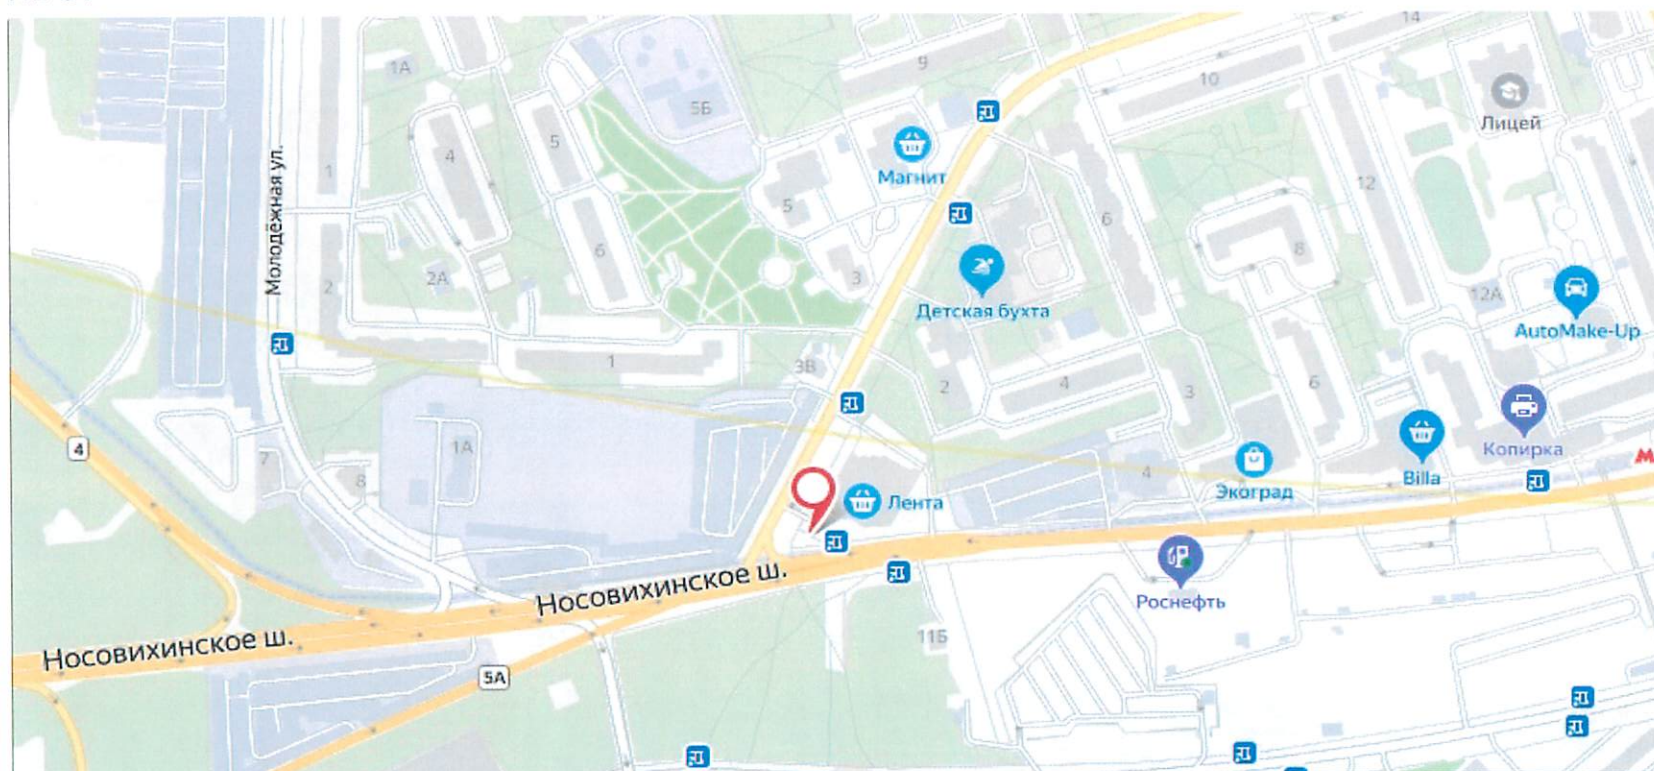 14
9
1А
10
5Б
Лицей
5
4
Магнит
1
12
5
6
Молодёжная ул.
6
8
2А
3
2
12А
Детская бухта
AutoMake-Up
1
3В
2
4
3
6
4
1А
Копирка
7
Billa
4
8
Экоград
М
Лента
Носовихинское ш.
Роснефть
11Б
Носовихинское ш.
5А